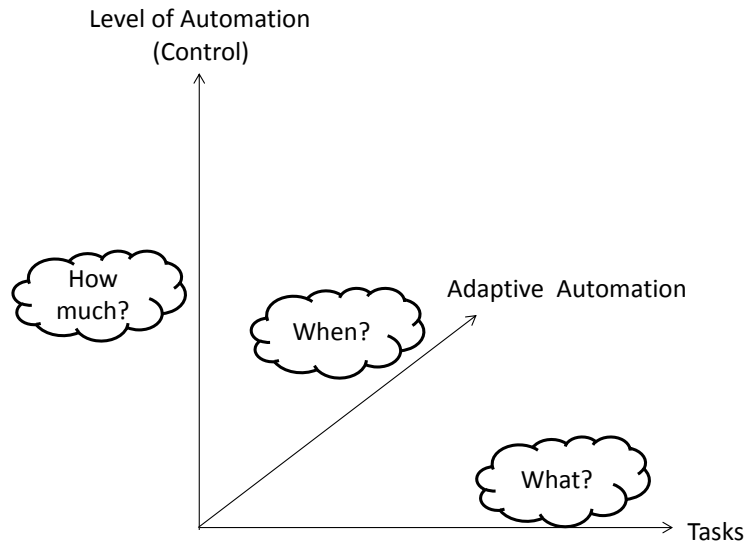 Level of Automation
(Control)
How
much?
When?
Adaptive Automation
What?
Tasks